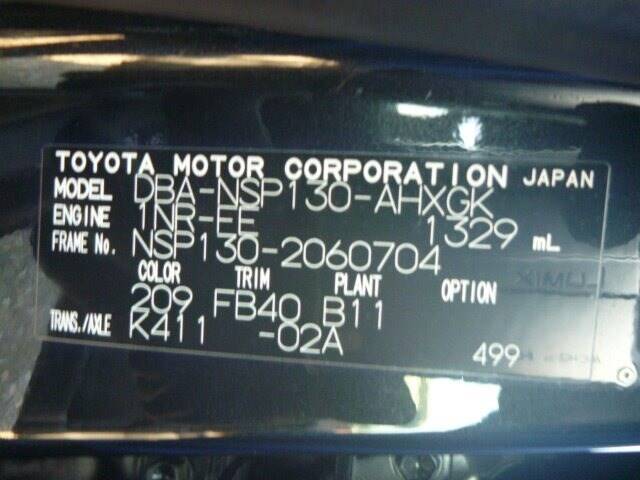 TOYOTA MOTOR CORPORATION JAPAN
MODEL DBA-NSP130-AHXGK
ENGINE 1NR-FE 1329 mL
FRAME No. NSP130-2060704
COLOR TRIM PLANT OPTION
209 FB40 B11
TRANS./AXLE K411 -02A
499